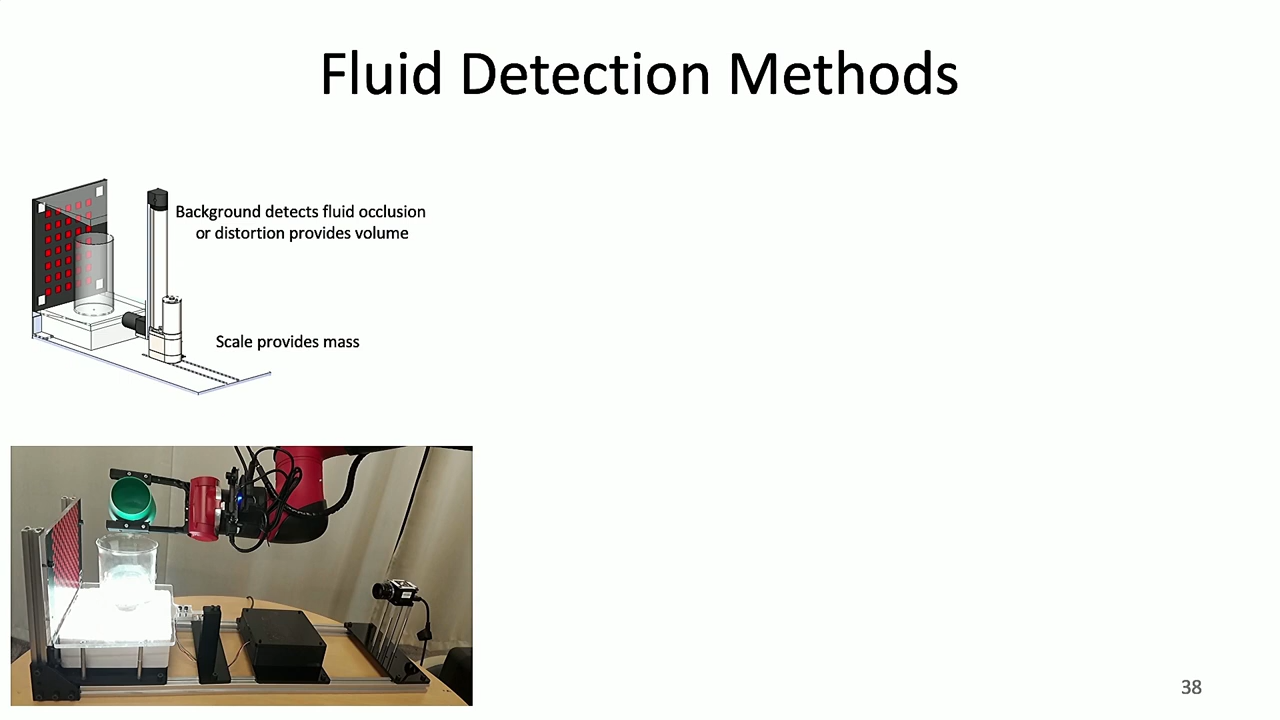 Fluid Detection Methods
Background detects fluid occlusion
or distortion provides volume
Scale provides mass
38